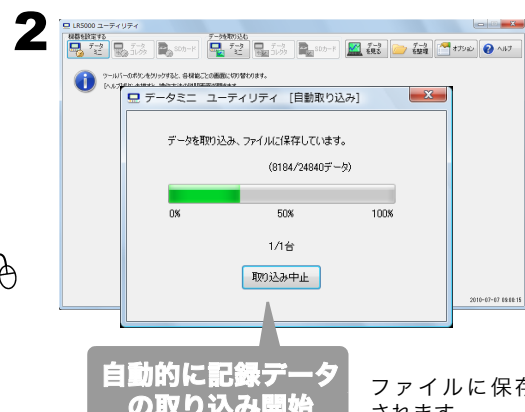 2
LR5000 ユーティリティ
機器を設定する
データを取り込む
データミニ
データコレクタ
SDカード
データミニ
データコレクタ
SDカード
データを見る
データを整理
オプション
ヘルプ
ツールバーのボタンをクリックすると、各機能ごとの画面に切り替わります。
データミニ ユーティリティ [自動取り込み]
データを取り込み、ファイルに保存しています。
(8184/24840データ)
0% 50% 100%
1/1台
取り込み中止
2010-07-07 09:08:15
自動的に記録データ
の取り込み開始
ファイルに保存
されます